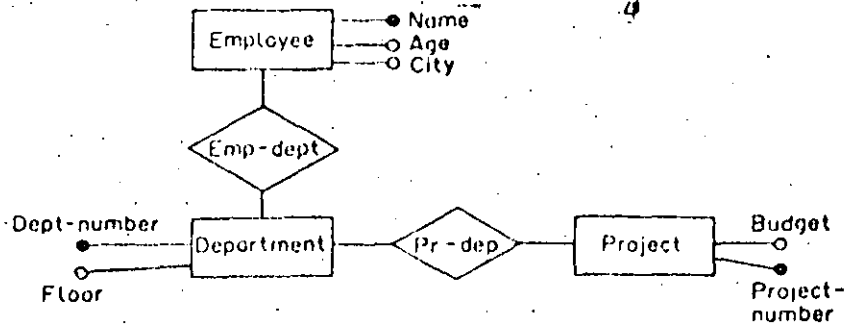 Name
Employee
Age
City
Emp-dept
Dept-number
Department
Pr-dep
Project
Budget
Floor
Project-
number